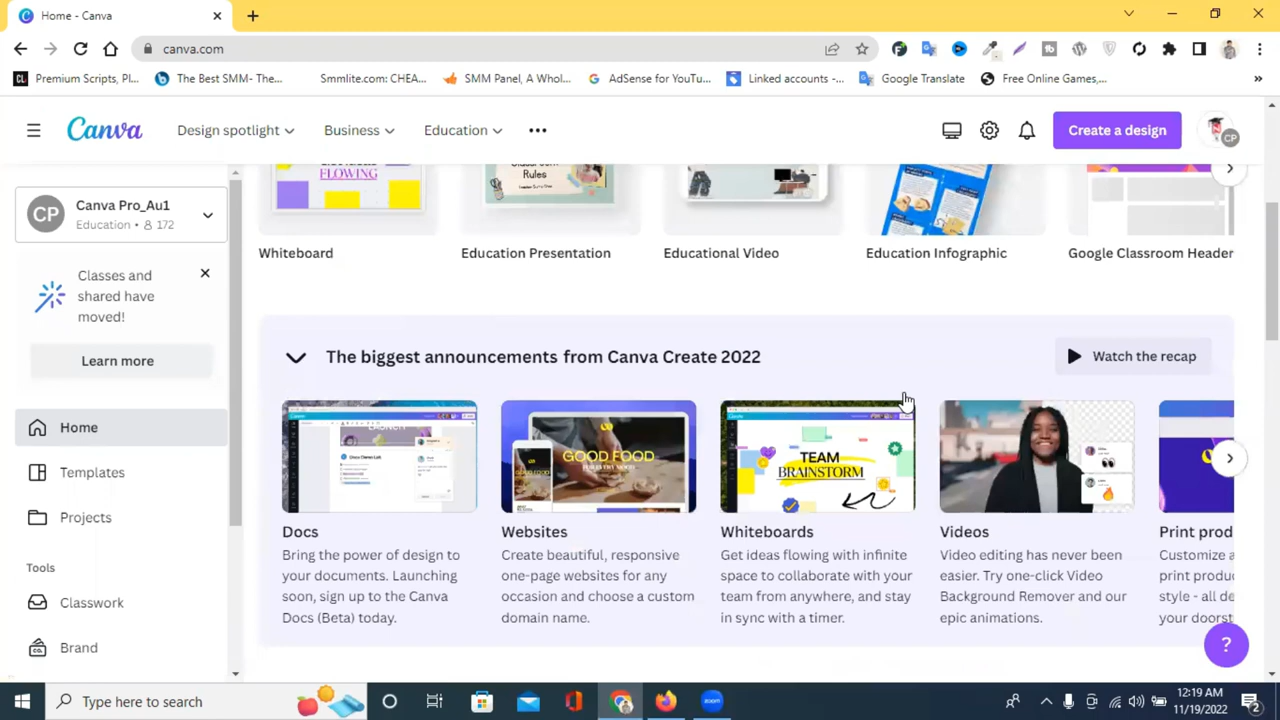 Home - Canva
canva.com
Premium Scripts, Pl...
The Best SMM- The...
Smmlite.com: CHEA...
SMM Panel, A Whol...
AdSense for YouTu...
Linked accounts -...
Google Translate
Free Online Games,...
Canva
Design spotlight
Business
Education
Create a design
CP
CP
Canva Pro_Au1
Education • 172
Classes and
shared have
moved!
Learn more
Home
Templates
Projects
Tools
Classwork
Brand
FLOWING
Rules
Whiteboard
Education Presentation
Educational Video
Education Infographic
Google Classroom Header
The biggest announcements from Canva Create 2022
Watch the recap
LAUNCH
GOOD FOOD
TEAM
BRAINSTORM
Docs
Bring the power of design to
your documents. Launching
soon, sign up to the Canva
Docs (Beta) today.
Websites
Create beautiful, responsive
one-page websites for any
occasion and choose a custom
domain name.
Whiteboards
Get ideas flowing with infinite
space to collaborate with your
team from anywhere, and stay
in sync with a timer.
Videos
Video editing has never been
easier. Try one-click Video
Background Remover and our
epic animations.
Print prod
Customize a
print produ
style - all de
your doorst
?
Type here to search
zoom
12:19 AM
11/19/2022
2